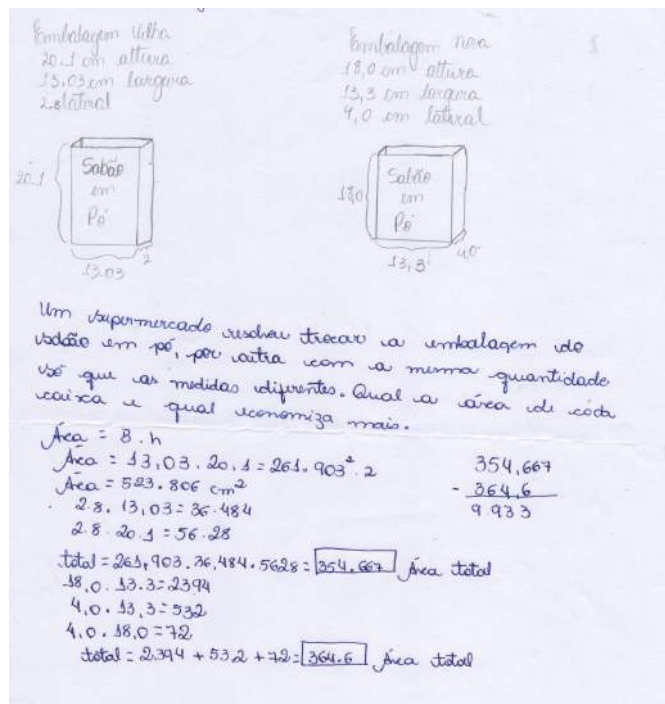 Embalagem Velha
20.1 cm altura
13,03 cm largura
2.8 lateral
Embalagem nova
18,0 cm altura
13,3 cm largura
4,0 cm lateral
20.1
Sabão
em
Pó
13.03
2
18,0
Sabão
em
Pó
13,3
4,0
Um supermercado resolveu trocar a embalagem do
sabão em pó, por outra com a mesma quantidade
só que as medidas diferentes. Qual a área de cada
caixa e qual economiza mais.
Área = B.h
Área = 13,03 . 20,1 = 261.903² . 2
Área = 523.806 cm²
2.8. 13,03 = 36.484
2.8. 20.1 = 56.28
total = 261,903.36,484.5628 = 354.667 Área total
18,0. 13.3 = 2394
4,0. 13,3 = 532
4.0. 18,0 = 72
total = 2.394 + 53,2 + 72 = 364.6 Área total
354,667
- 364,6
9.933